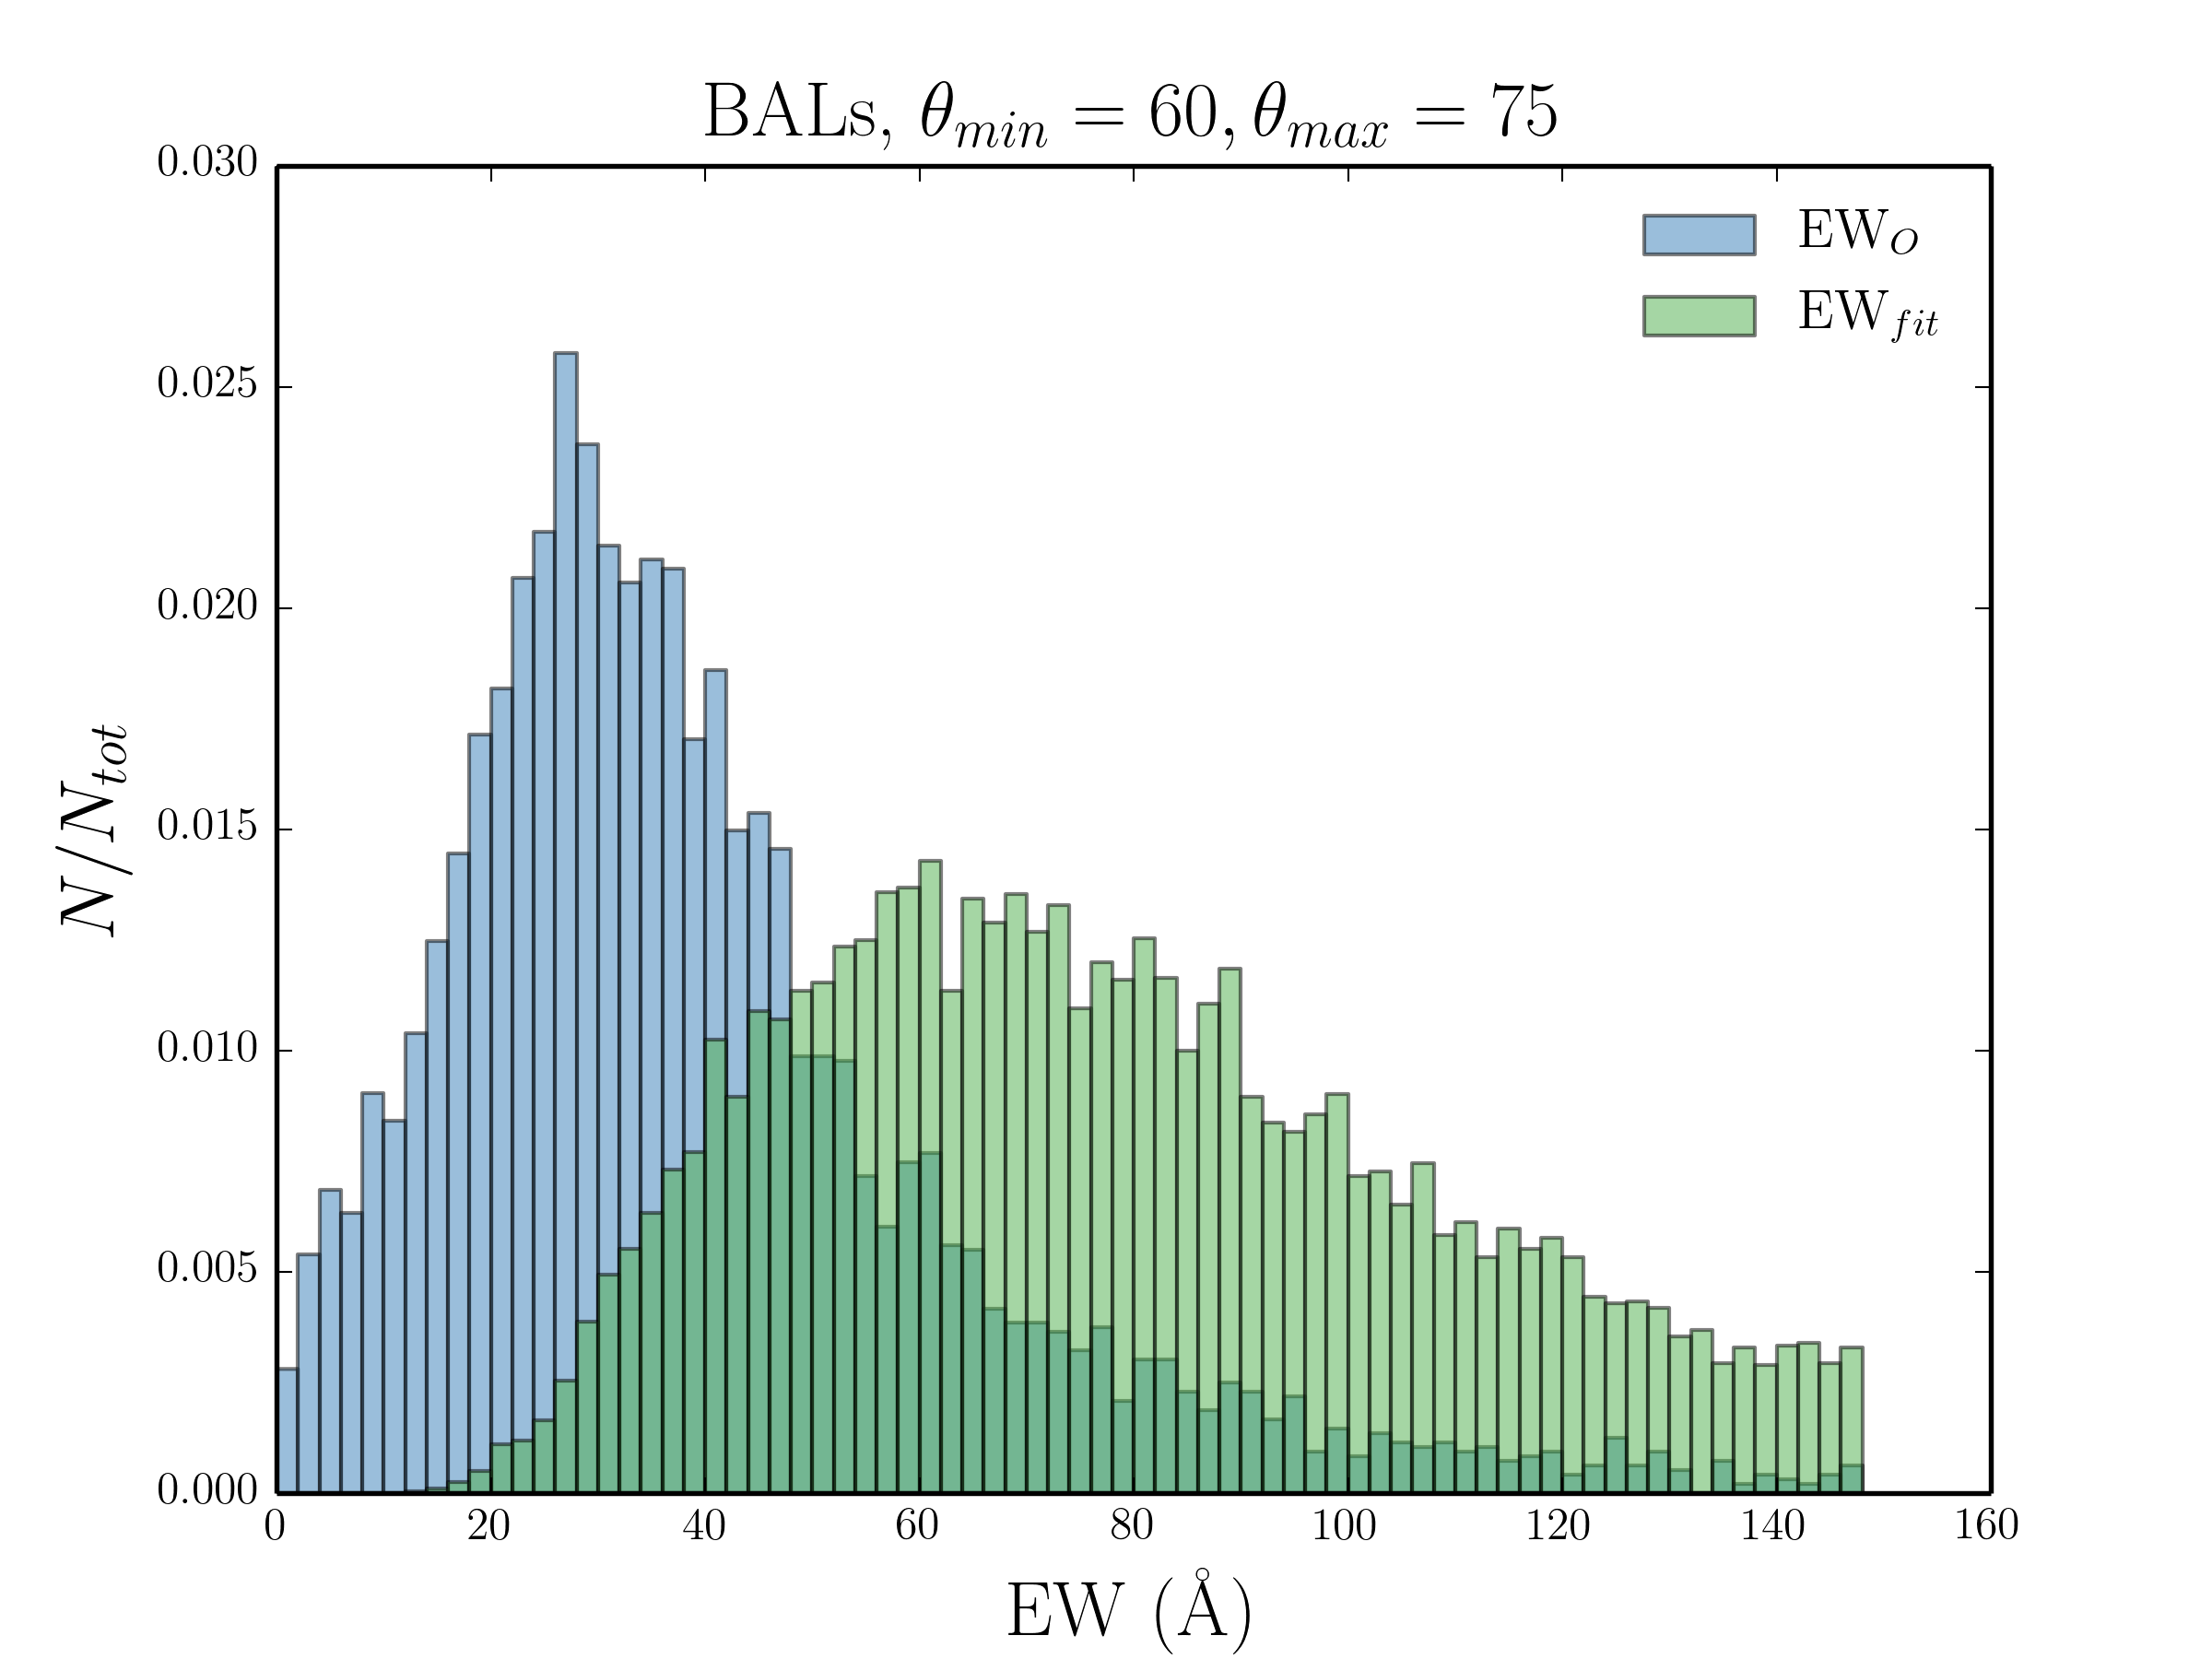 BALs, θ_min = 60, θ_max = 75
0.030
0.025
0.020
0.015
0.010
0.005
0.000
N/N_tot
EW_O
EW_fit
0 20 40 60 80 100 120 140 160
EW (Å)